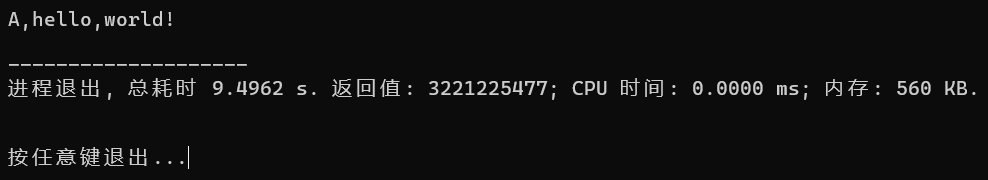 A,hello,world!
--------------------
进程退出, 总耗时 9.4962 s. 返回值: 3221225477; CPU 时间: 0.0000 ms; 内存: 560 KB.
按任意键退出...